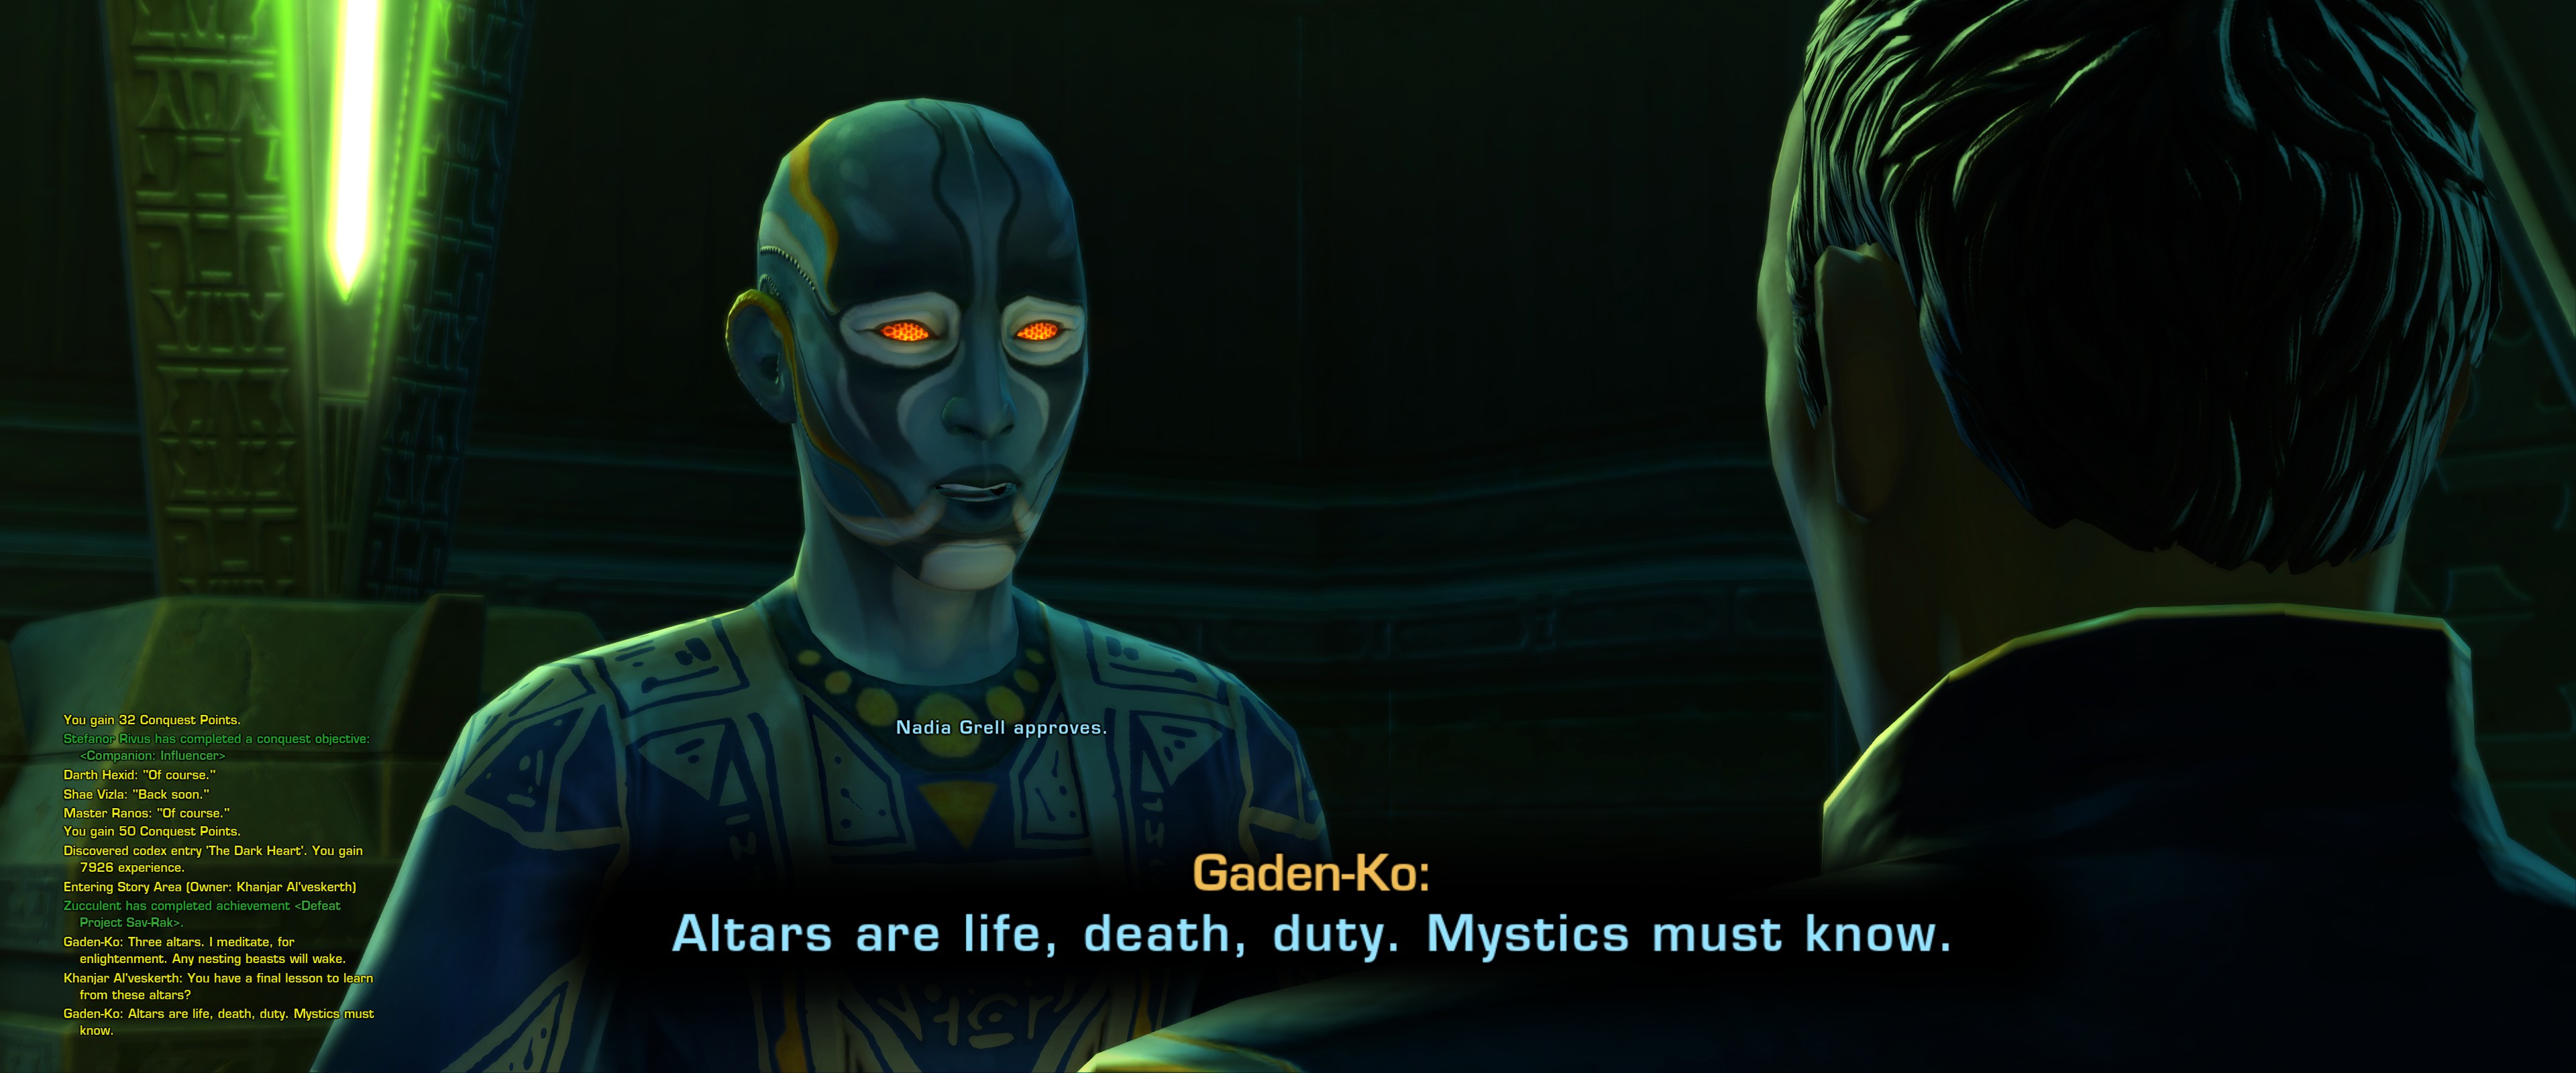 You gain 32 Conquest Points.
Stefanor Rivus has completed a conquest objective:
<Companion: Influencer>
Darth Hexid: "Of course."
Shae Vizla: "Back soon."
Master Ranos: "Of course."
You gain 50 Conquest Points.
Discovered codex entry 'The Dark Heart'. You gain
7926 experience.
Entering Story Area (Owner: Khanjar Al'veskerth)
Zucculent has completed achievement <Defeat
Project Sav-Rak>.
Gaden-Ko: Three altars. I meditate, for
enlightenment. Any nesting beasts will wake.
Khanjar Al'veskerth: You have a final lesson to learn
from these altars?
Gaden-Ko: Altars are life, death, duty. Mystics must
know.
Nadia Grell approves.
Gaden-Ko:
Altars are life, death, duty. Mystics must know.